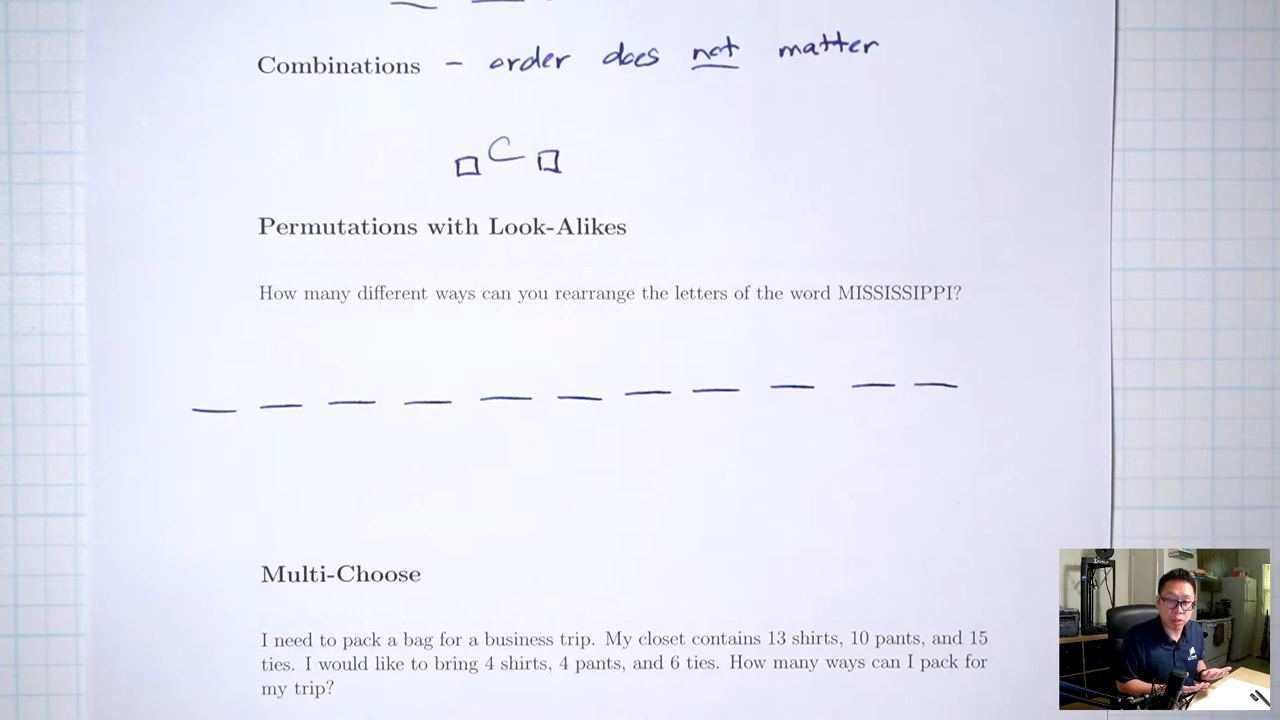 Combinations – order does not matter
□ C □
Permutations with Look-Alikes
How many different ways can you rearrange the letters of the word MISSISSIPPI?
Multi-Choose
I need to pack a bag for a business trip. My closet contains 13 shirts, 10 pants, and 15
ties. I would like to bring 4 shirts, 4 pants, and 6 ties. How many ways can I pack for
my trip?